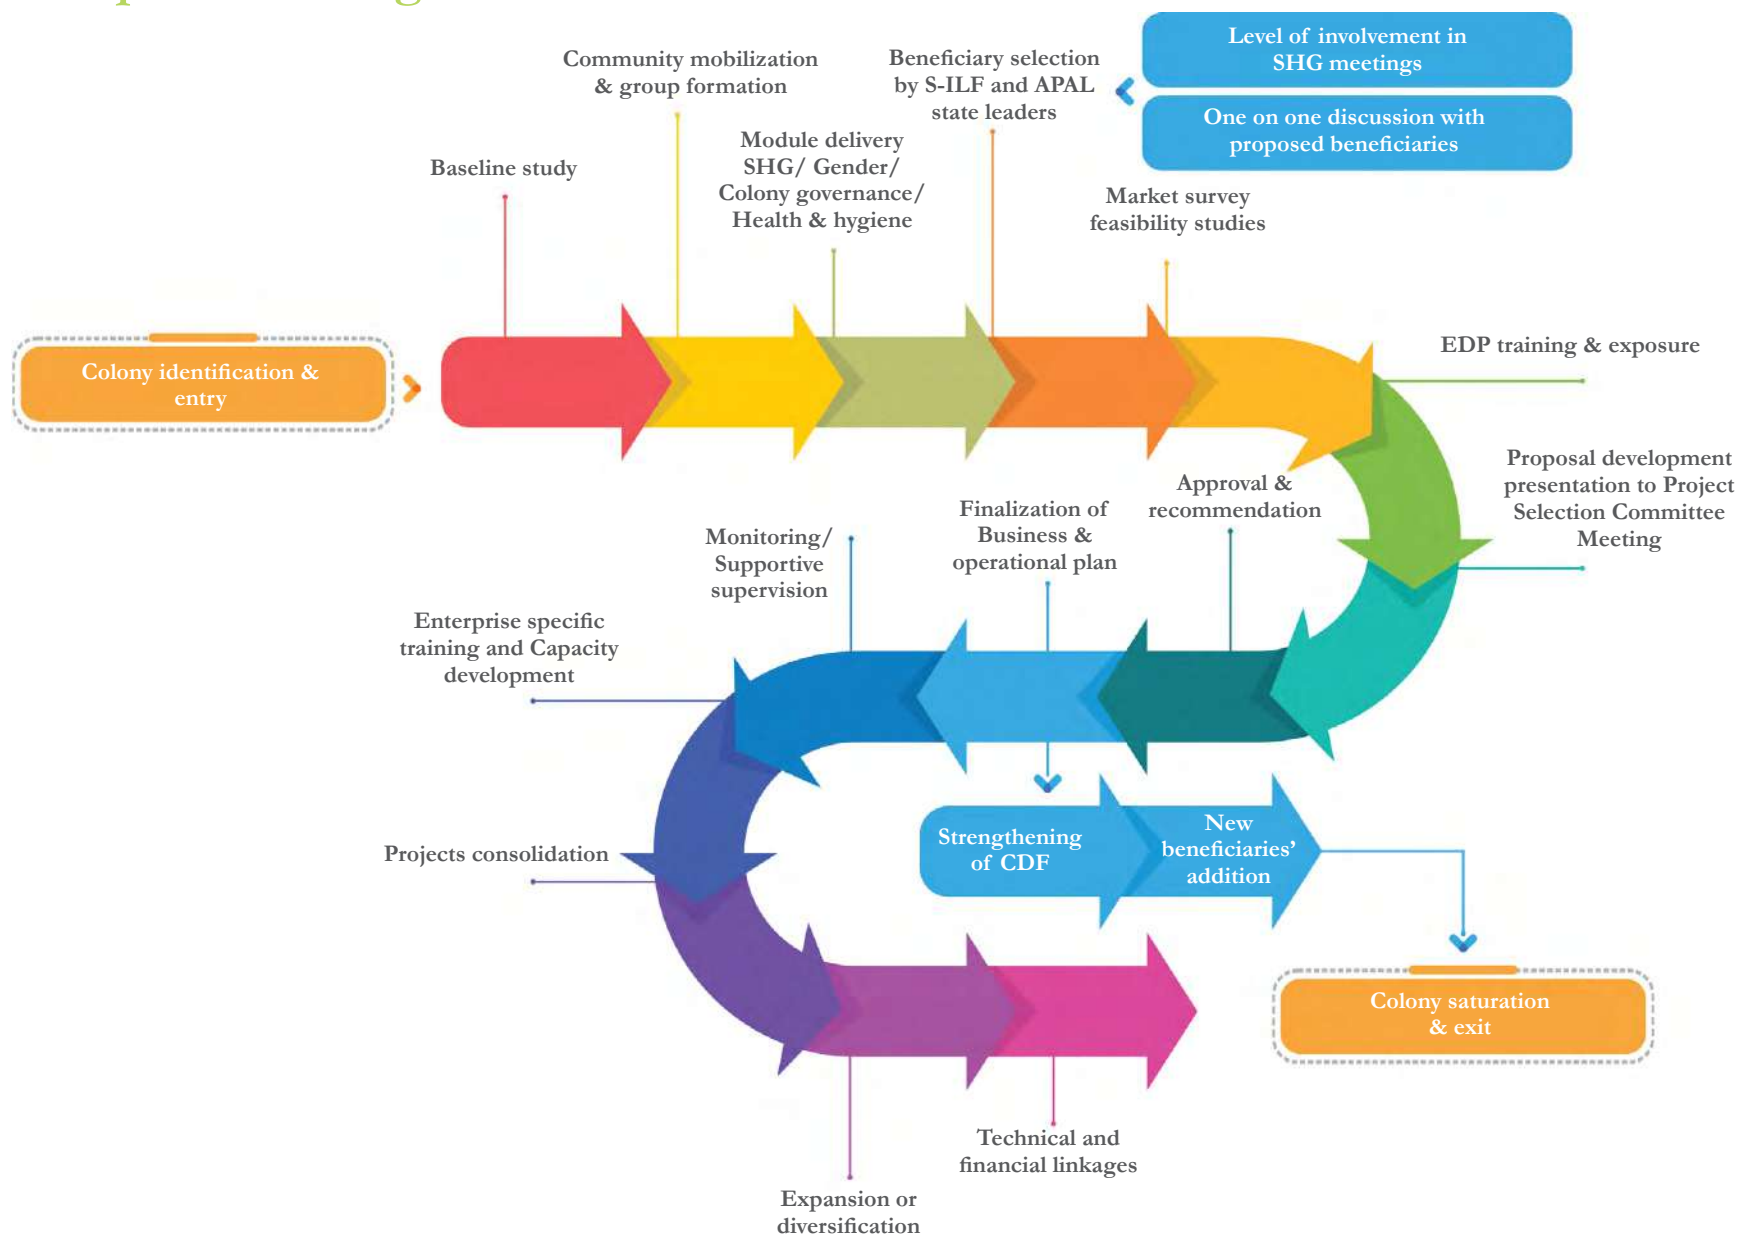 Level of involvement in
SHG meetings
One on one discussion with
proposed beneficiaries
Community mobilization
& group formation
Beneficiary selection
by S-ILF and APAL
state leaders
Baseline study
Module delivery
SHG/ Gender/
Colony governance/
Health & hygiene
Market survey
feasibility studies
Colony identification &
entry
EDP training & exposure
Proposal development
presentation to Project
Selection Committee
Meeting
Approval &
recommendation
Finalization of
Business &
operational plan
Monitoring/
Supportive
supervision
Enterprise specific
training and Capacity
development
Strengthening
of CDF
New
beneficiaries’
addition
Projects consolidation
Colony saturation
& exit
Technical and
financial linkages
Expansion or
diversification